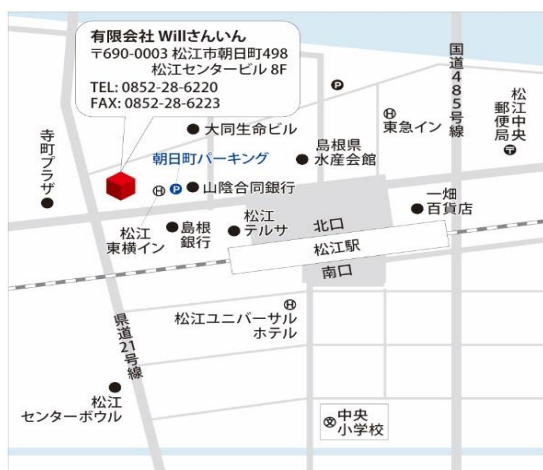 有限会社 Willさんいん
〒690-0003 松江市朝日町498
松江センタービル 8F
TEL: 0852-28-6220
FAX: 0852-28-6223
国道485号線
松江中央
郵便局
〒
P
H
東急イン
大同生命ビル
島根県
水産会館
寺町プラザ
朝日町パーキング
H
P
山陰合同銀行
一畑
百貨店
松江
東横イン
島根
銀行
松江
テルサ
北口
松江駅
南口
H
松江ユニバーサル
ホテル
県道21号線
松江
センターボウル
文
中央
小学校